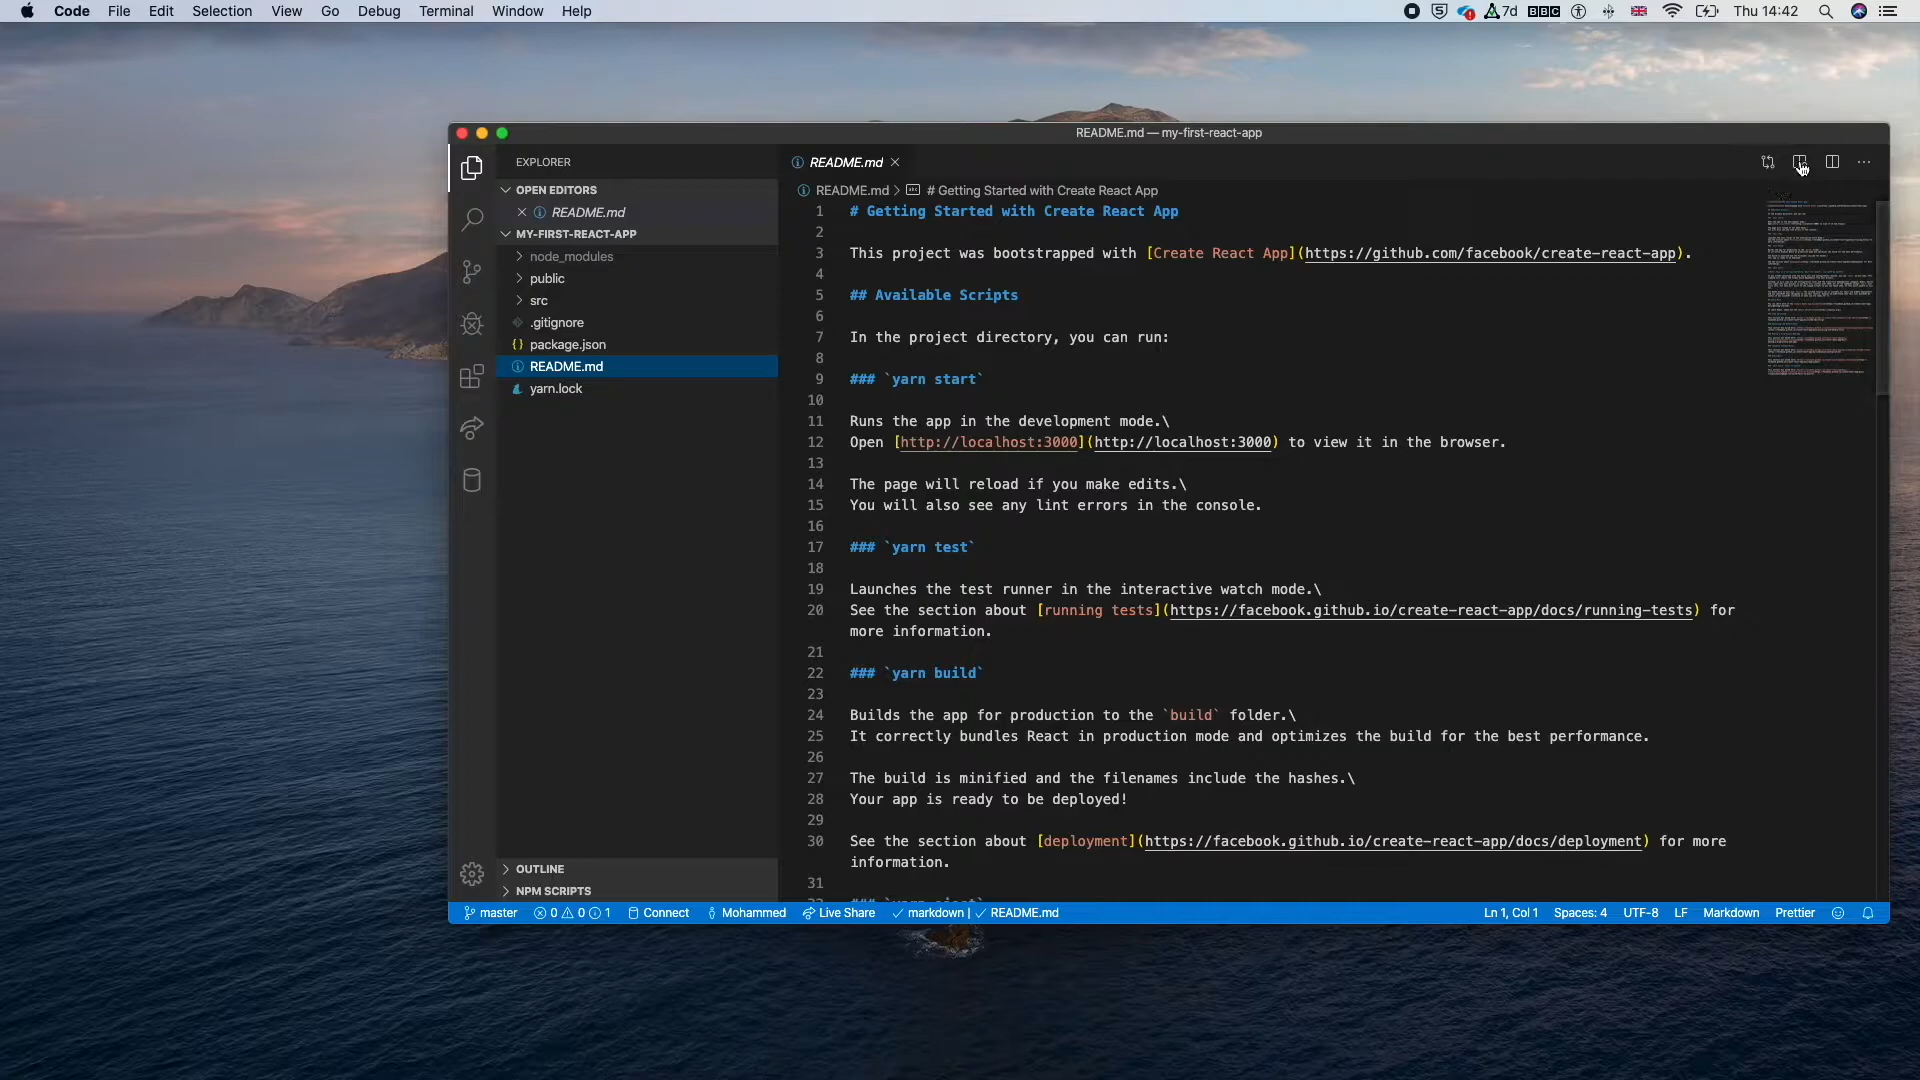 Code File Edit Selection View Go Debug Terminal Window Help 7d BBC Thu 14:42
README.md — my-first-react-app
EXPLORER
OPEN EDITORS
README.md
MY-FIRST-REACT-APP
node_modules
public
src
.gitignore
{} package.json
README.md
yarn.lock
OUTLINE
NPM SCRIPTS
README.md
README.md > # Getting Started with Create React App
1 # Getting Started with Create React App
2
3 This project was bootstrapped with [Create React App](https://github.com/facebook/create-react-app).
4
5 ## Available Scripts
6
7 In the project directory, you can run:
8
9 ### `yarn start`
10
11 Runs the app in the development mode.\
12 Open [http://localhost:3000](http://localhost:3000) to view it in the browser.
13
14 The page will reload if you make edits.\
15 You will also see any lint errors in the console.
16
17 ### `yarn test`
18
19 Launches the test runner in the interactive watch mode.\
20 See the section about [running tests](https://facebook.github.io/create-react-app/docs/running-tests) for
more information.
21
22 ### `yarn build`
23
24 Builds the app for production to the `build` folder.\
25 It correctly bundles React in production mode and optimizes the build for the best performance.
26
27 The build is minified and the filenames include the hashes.\
28 Your app is ready to be deployed!
29
30 See the section about [deployment](https://facebook.github.io/create-react-app/docs/deployment) for more
information.
31
master 0 0 1 Connect Mohammed Live Share markdown | README.md Ln 1, Col 1 Spaces: 4 UTF-8 LF Markdown Prettier